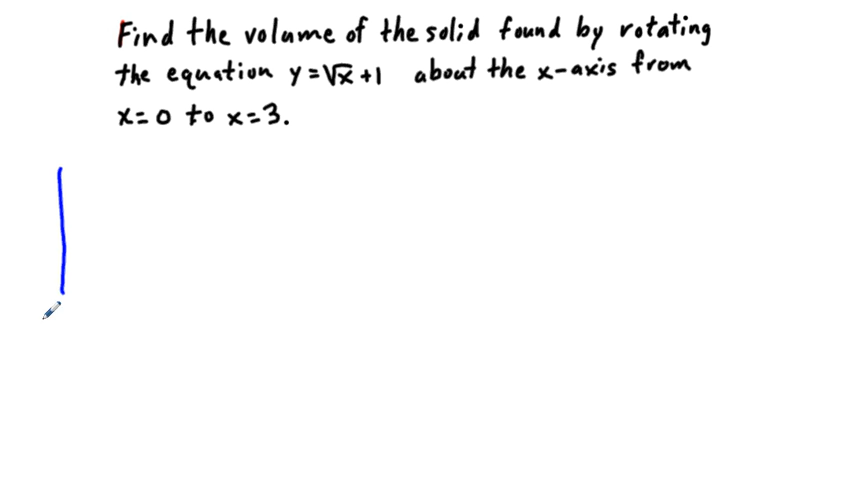 Find the volume of the solid found by rotating
the equation y=√x+1 about the x-axis from
x=0 to x=3.